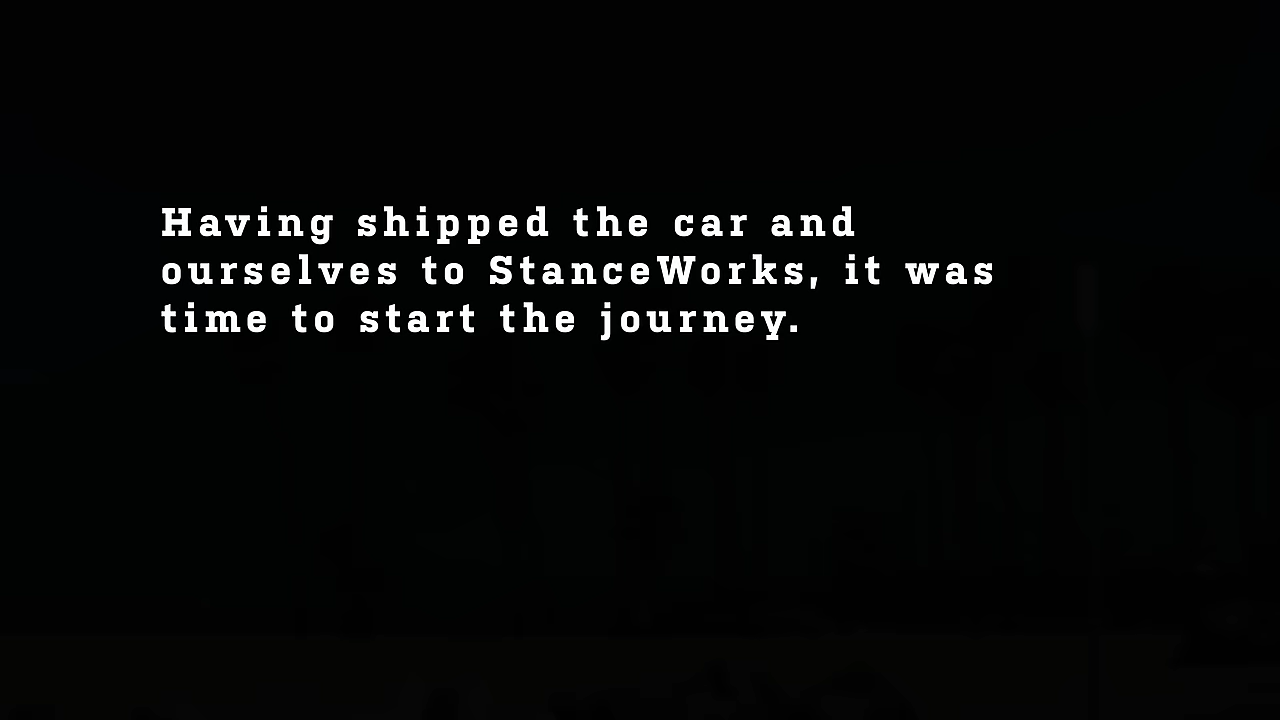 Having shipped the car and
ourselves to StanceWorks, it was
time to start the journey.